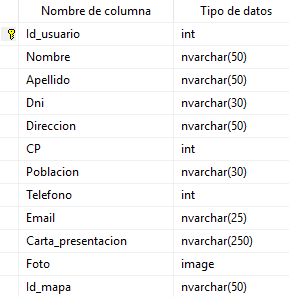 Nombre de columna Tipo de datos
Id_usuario int
Nombre nvarchar(50)
Apellido nvarchar(50)
Dni nvarchar(30)
Direccion nvarchar(50)
CP int
Poblacion nvarchar(30)
Telefono int
Email nvarchar(25)
Carta_presentacion nvarchar(250)
Foto image
Id_mapa nvarchar(50)